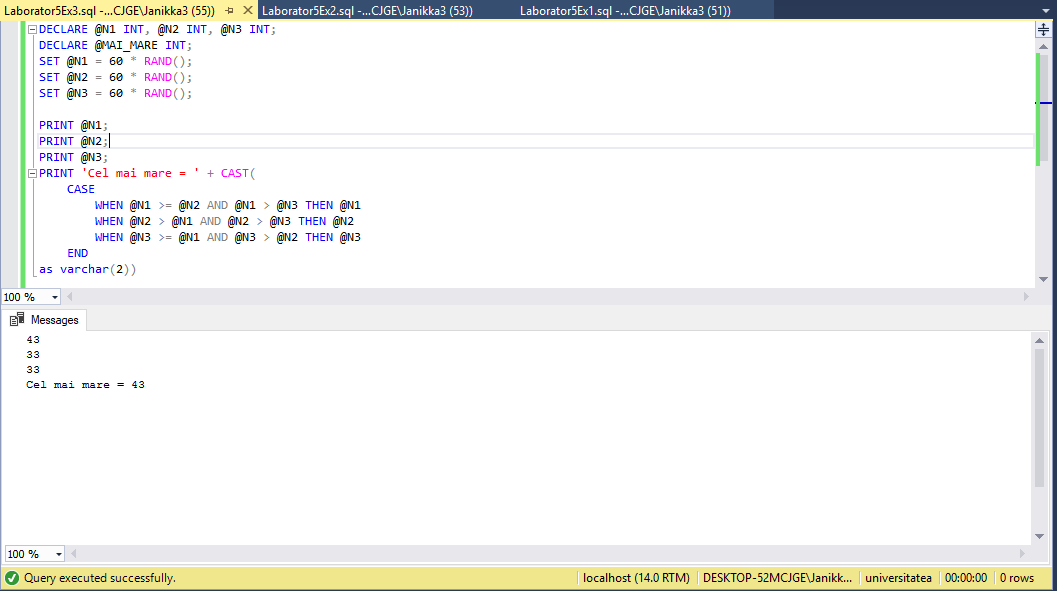 Laborator5Ex3.sql -...CJGE\Janikka3 (55)) Laborator5Ex2.sql -...CJGE\Janikka3 (53)) Laborator5Ex1.sql -...CJGE\Janikka3 (51))
DECLARE @N1 INT, @N2 INT, @N3 INT;
DECLARE @MAI_MARE INT;
SET @N1 = 60 * RAND();
SET @N2 = 60 * RAND();
SET @N3 = 60 * RAND();
PRINT @N1;
PRINT @N2;
PRINT @N3;
PRINT 'Cel mai mare = ' + CAST(
CASE
WHEN @N1 >= @N2 AND @N1 > @N3 THEN @N1
WHEN @N2 > @N1 AND @N2 > @N3 THEN @N2
WHEN @N3 >= @N1 AND @N3 > @N2 THEN @N3
END
as varchar(2))
100 %
Messages
43
33
33
Cel mai mare = 43
100 %
Query executed successfully. localhost (14.0 RTM) DESKTOP-52MCJGE\Janikk... universitatea 00:00:00 0 rows